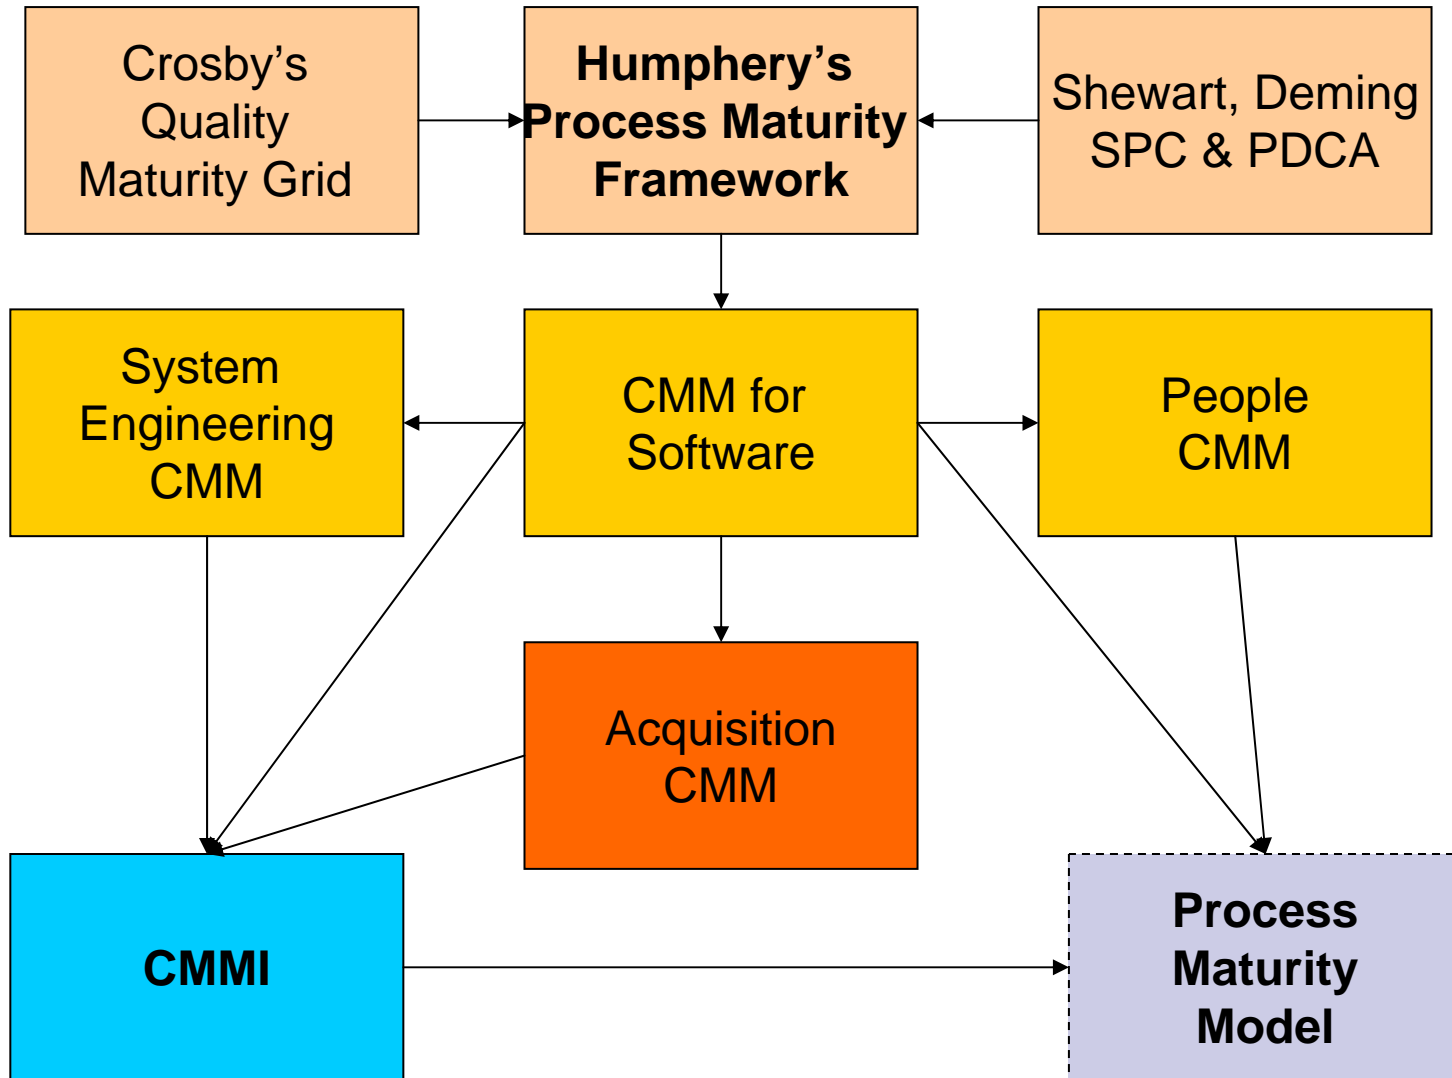 Crosby’s
Quality
Maturity Grid
Humphery’s
Process Maturity
Framework
Shewart, Deming
SPC & PDCA
System
Engineering
CMM
CMM for
Software
People
CMM
Acquisition
CMM
CMMI
Process
Maturity
Model